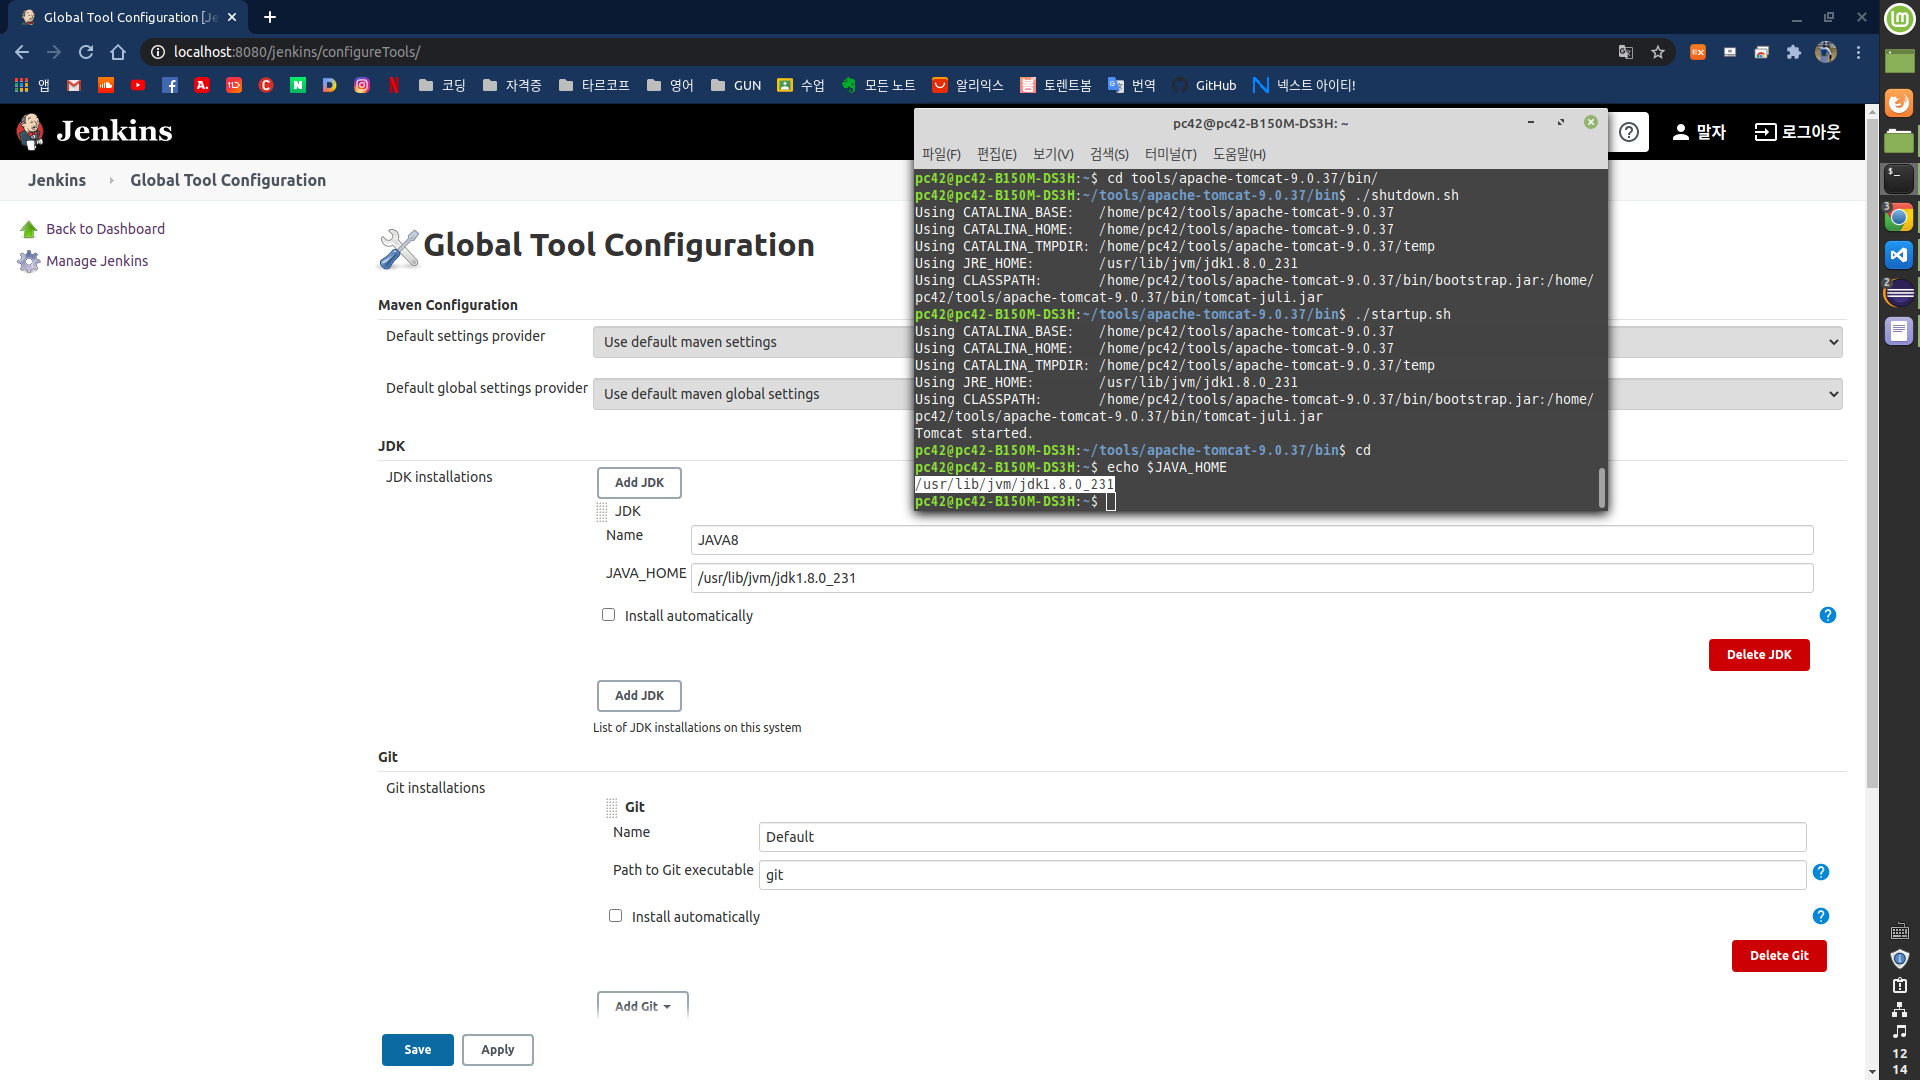 Global Tool Configuration [Je
localhost:8080/jenkins/configureTools/
앱
코딩
자격증
타르코프
영어
GUN
수업
모든 노트
알리익스
토렌트봄
번역
GitHub
넥스트 아이티!
Jenkins
말자
로그아웃
Jenkins
Global Tool Configuration
Back to Dashboard
Manage Jenkins
Global Tool Configuration
Maven Configuration
Default settings provider
Use default maven settings
Default global settings provider
Use default maven global settings
JDK
JDK installations
Add JDK
JDK
Name
JAVA8
JAVA_HOME
/usr/lib/jvm/jdk1.8.0_231
Install automatically
Delete JDK
Add JDK
List of JDK installations on this system
Git
Git installations
Git
Name
Default
Path to Git executable
git
Install automatically
Delete Git
Add Git
Save
Apply
pc42@pc42-B150M-DS3H: ~
파일(F) 편집(E) 보기(V) 검색(S) 터미널(T) 도움말(H)
pc42@pc42-B150M-DS3H:~$ cd tools/apache-tomcat-9.0.37/bin/
pc42@pc42-B150M-DS3H:~/tools/apache-tomcat-9.0.37/bin$ ./shutdown.sh
Using CATALINA_BASE:   /home/pc42/tools/apache-tomcat-9.0.37
Using CATALINA_HOME:   /home/pc42/tools/apache-tomcat-9.0.37
Using CATALINA_TMPDIR: /home/pc42/tools/apache-tomcat-9.0.37/temp
Using JRE_HOME:        /usr/lib/jvm/jdk1.8.0_231
Using CLASSPATH:       /home/pc42/tools/apache-tomcat-9.0.37/bin/bootstrap.jar:/home/
pc42/tools/apache-tomcat-9.0.37/bin/tomcat-juli.jar
pc42@pc42-B150M-DS3H:~/tools/apache-tomcat-9.0.37/bin$ ./startup.sh
Using CATALINA_BASE:   /home/pc42/tools/apache-tomcat-9.0.37
Using CATALINA_HOME:   /home/pc42/tools/apache-tomcat-9.0.37
Using CATALINA_TMPDIR: /home/pc42/tools/apache-tomcat-9.0.37/temp
Using JRE_HOME:        /usr/lib/jvm/jdk1.8.0_231
Using CLASSPATH:       /home/pc42/tools/apache-tomcat-9.0.37/bin/bootstrap.jar:/home/
pc42/tools/apache-tomcat-9.0.37/bin/tomcat-juli.jar
Tomcat started.
pc42@pc42-B150M-DS3H:~/tools/apache-tomcat-9.0.37/bin$ cd
pc42@pc42-B150M-DS3H:~$ echo $JAVA_HOME
/usr/lib/jvm/jdk1.8.0_231
pc42@pc42-B150M-DS3H:~$
3
2
12
14